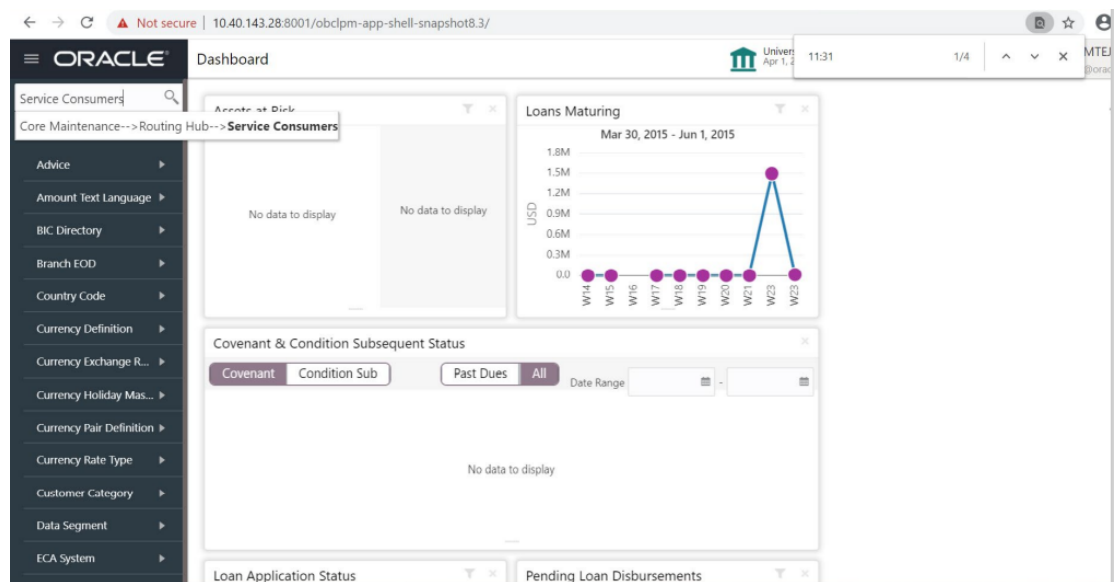 Not secure | 10.40.143.28:8001/obclpm-app-shell-snapshot8.3/
ORACLE
Dashboard
Apr 1, 2
11:31
1/4
Service Consumers
Core Maintenance-->Routing Hub-->Service Consumers
Advice
Amount Text Language
BIC Directory
Branch EOD
Country Code
Currency Definition
Currency Exchange R...
Currency Holiday Mas...
Currency Pair Definition
Currency Rate Type
Customer Category
Data Segment
ECA System
Assets at Risk
No data to display
No data to display
Loans Maturing
Mar 30, 2015 - Jun 1, 2015
USD
1.8M
1.5M
1.2M
0.9M
0.6M
0.3M
0.0
W14
W15
W16
W17
W18
W19
W20
W21
W23
W23
Covenant & Condition Subsequent Status
Covenant
Condition Sub
Past Dues
All
Date Range
-
No data to display
Loan Application Status
Pending Loan Disbursements